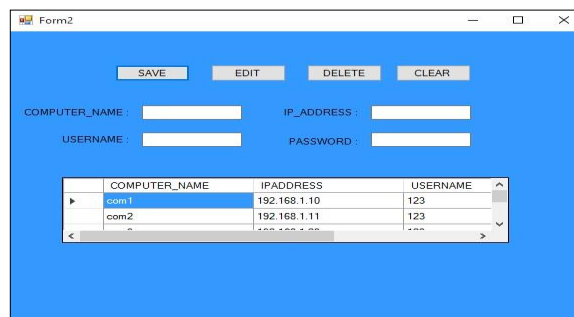 Form2
SAVE EDIT DELETE CLEAR
COMPUTER_NAME : IP_ADDRESS :
USERNAME : PASSWORD :
COMPUTER_NAME IPADDRESS USERNAME
com1 192.168.1.10 123
com2 192.168.1.11 123